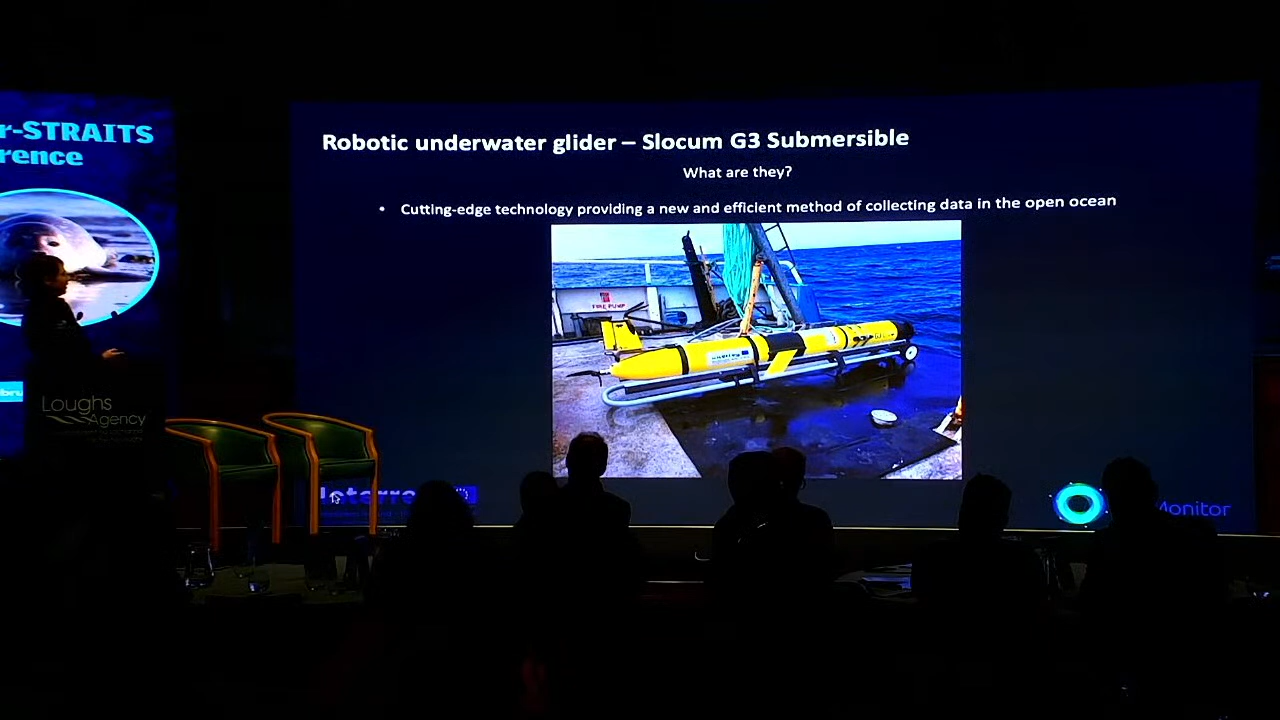 r-STRAITS
rence
Robotic underwater glider – Slocum G3 Submersible
What are they?
• Cutting-edge technology providing a new and efficient method of collecting data in the open ocean
FIRE PUMP
Loughs
Agency
Interre
Monitor